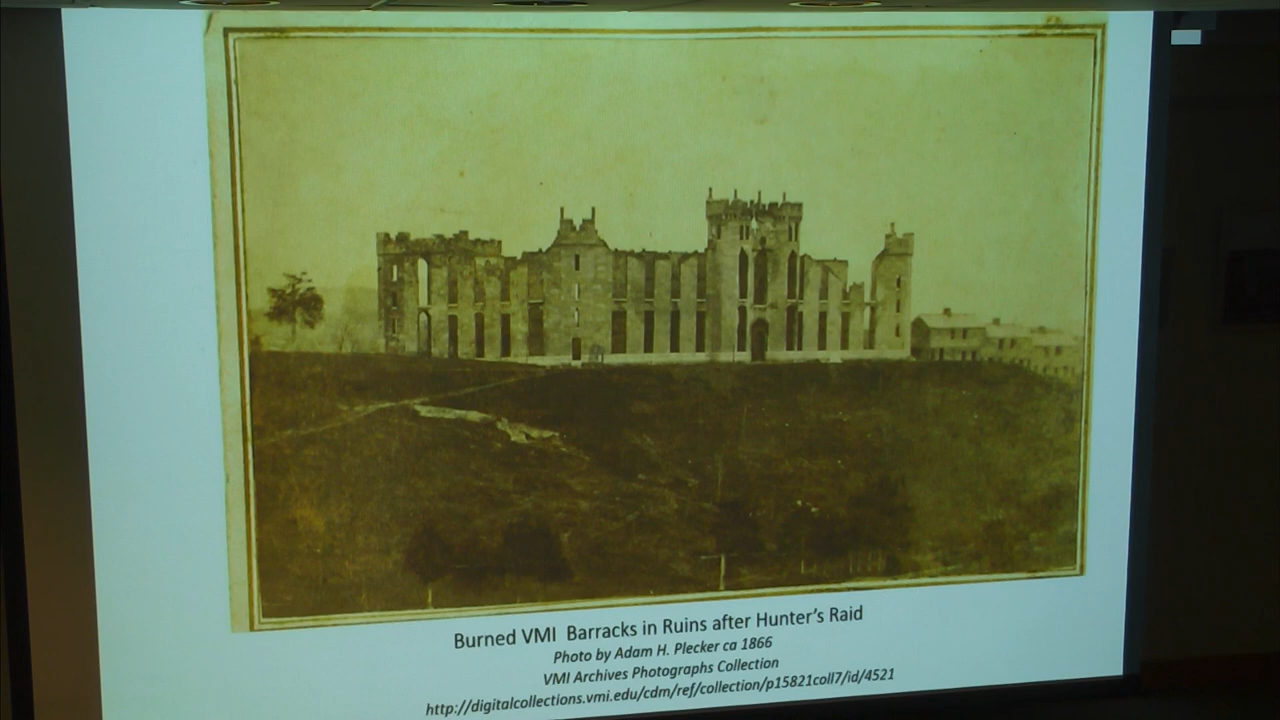 Burned VMI Barracks in Ruins after Hunter's Raid
Photo by Adam H. Plecker ca 1866
VMI Archives Photographs Collection
http://digitalcollections.vmi.edu/cdm/ref/collection/p15821coll7/id/4521